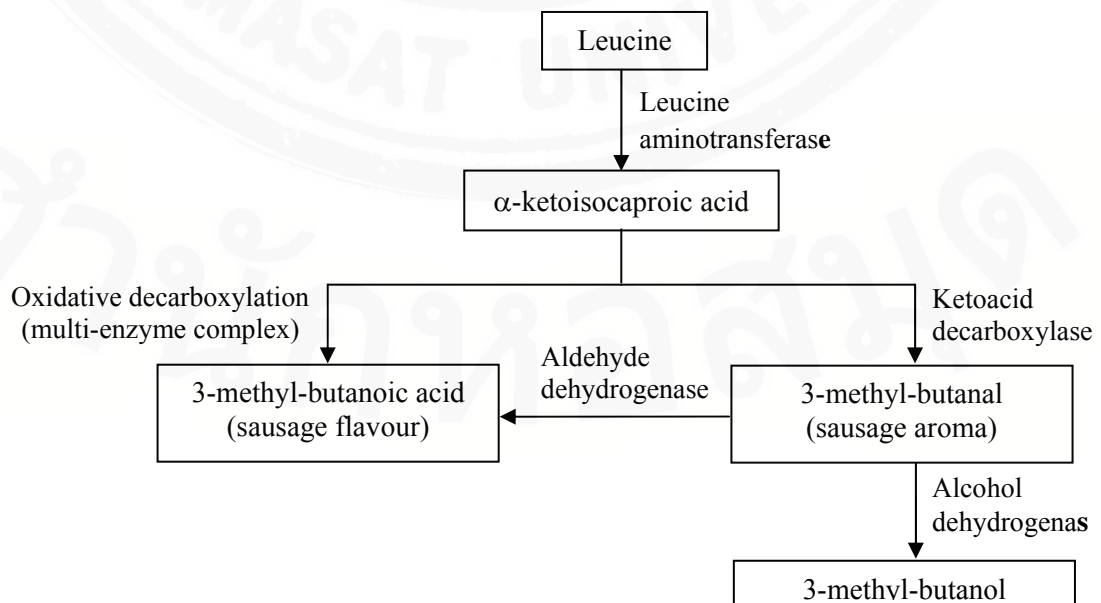 Leucine
Leucine
aminotransferase
α-ketoisocaproic acid
Oxidative decarboxylation
(multi-enzyme complex)
Ketoacid
decarboxylase
Aldehyde
dehydrogenase
3-methyl-butanoic acid
(sausage flavour)
3-methyl-butanal
(sausage aroma)
Alcohol
dehydrogenas
3-methyl-butanol